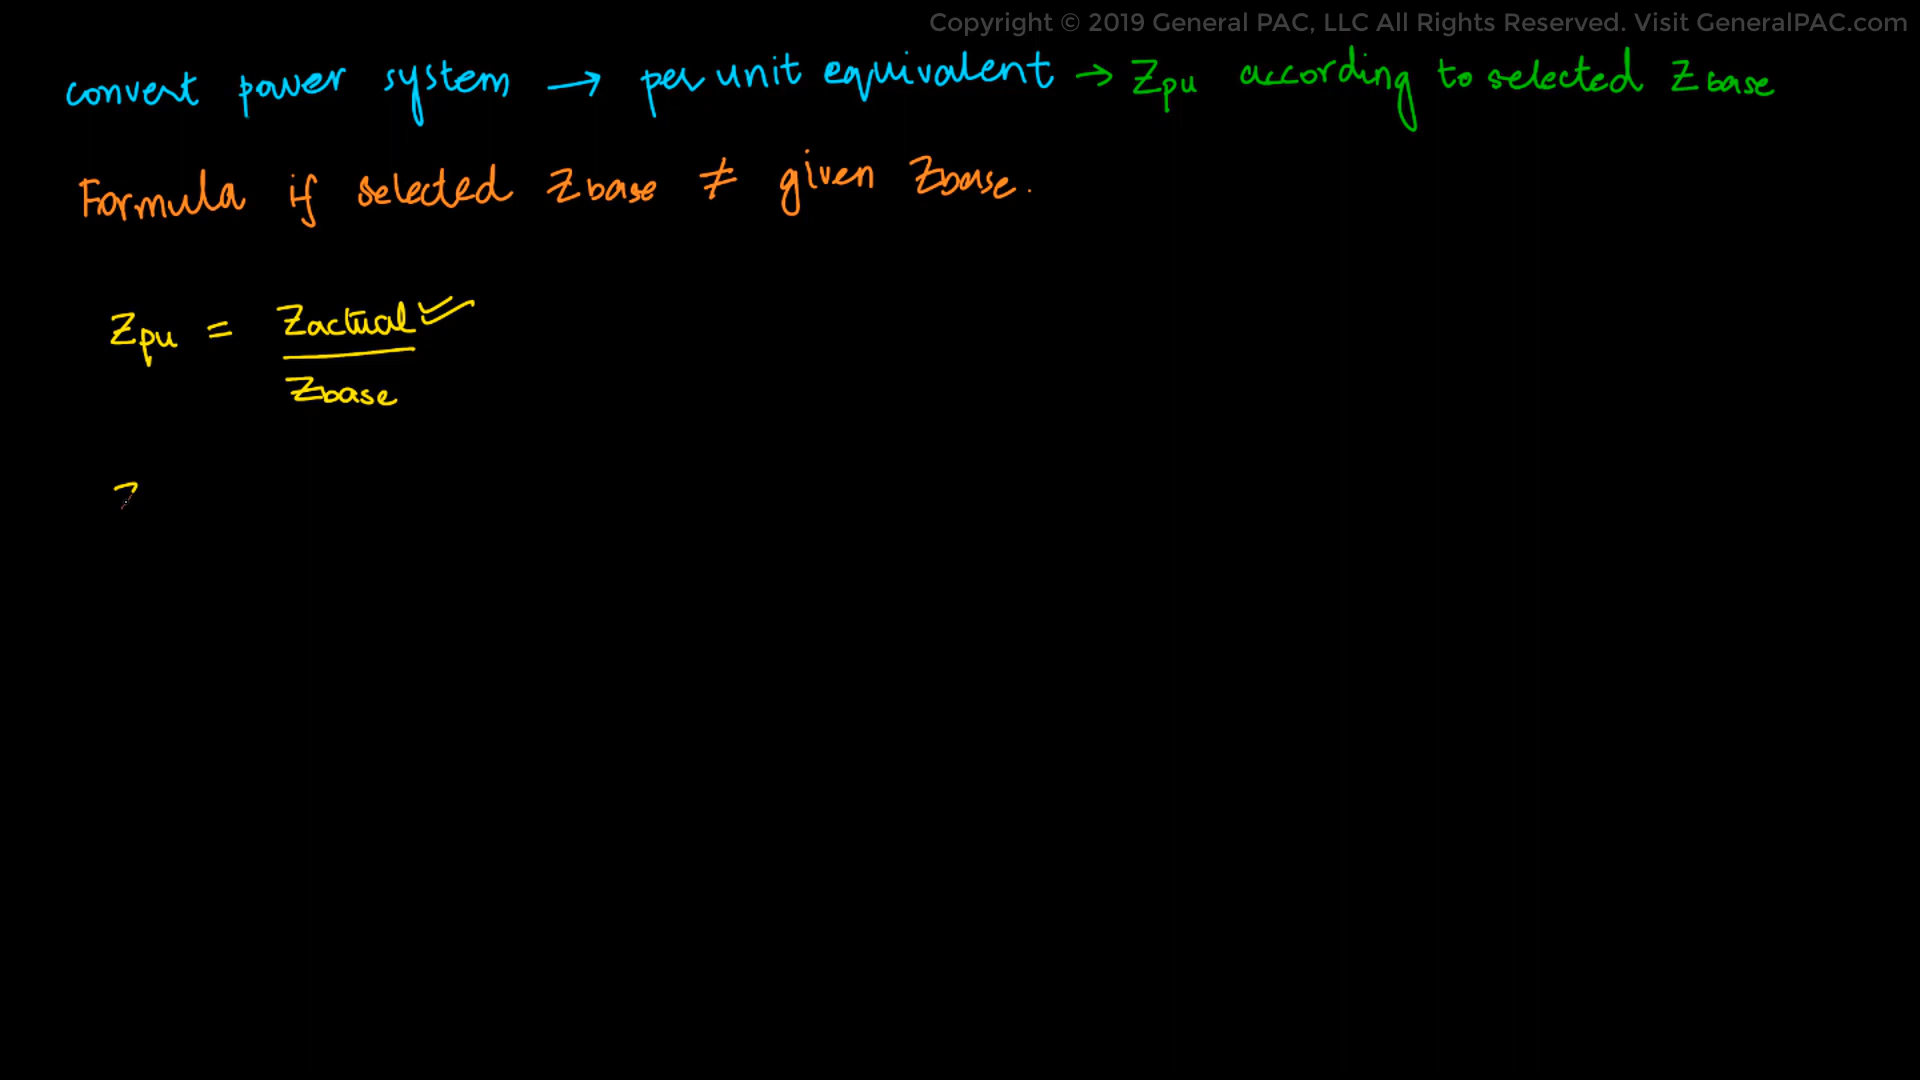 Copyright © 2019 General PAC, LLC All Rights Reserved. Visit GeneralPAC.com
convert power system → per unit equivalent → Zpu according to selected Zbase
Formula if selected Zbase ≠ given Zbase.
Zpu = Zactual
Zbase